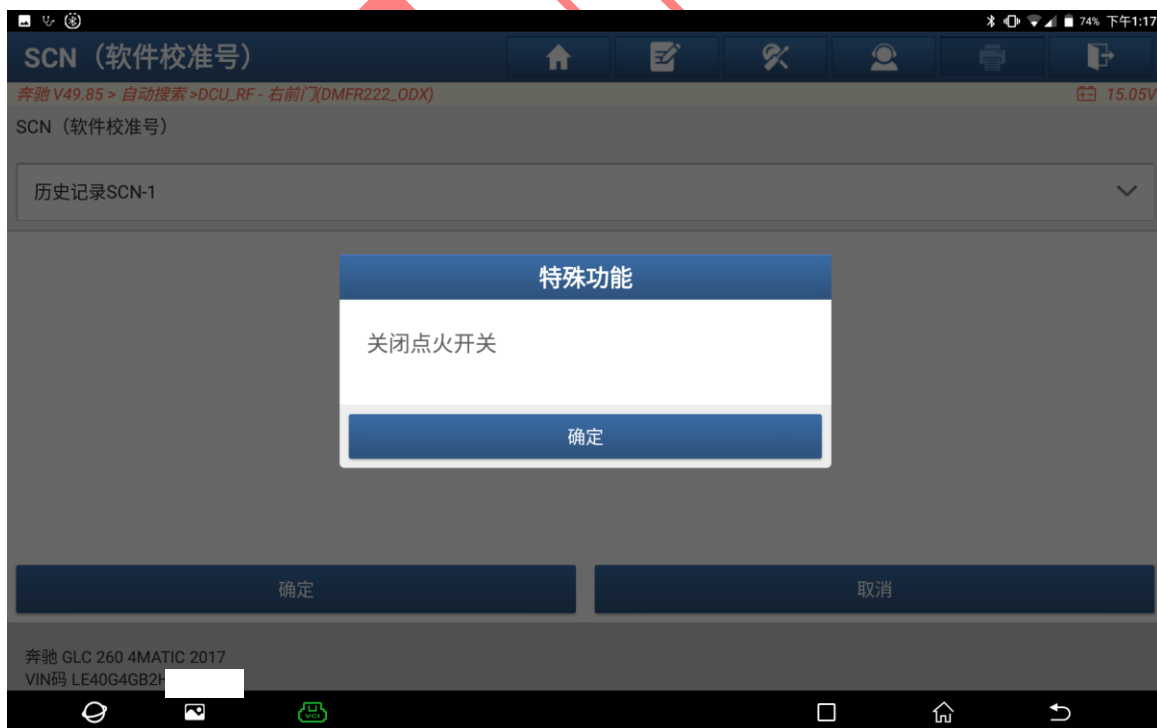 74% 下午1:17
SCN（软件校准号）
奔驰 V49.85 > 自动搜索 >DCU_RF - 右前门(DMFR222_ODX)
15.05V
SCN（软件校准号）
历史记录SCN-1
特殊功能
关闭点火开关
确定
确定
取消
奔驰 GLC 260 4MATIC 2017
VIN码 LE40G4GB2H
VCI